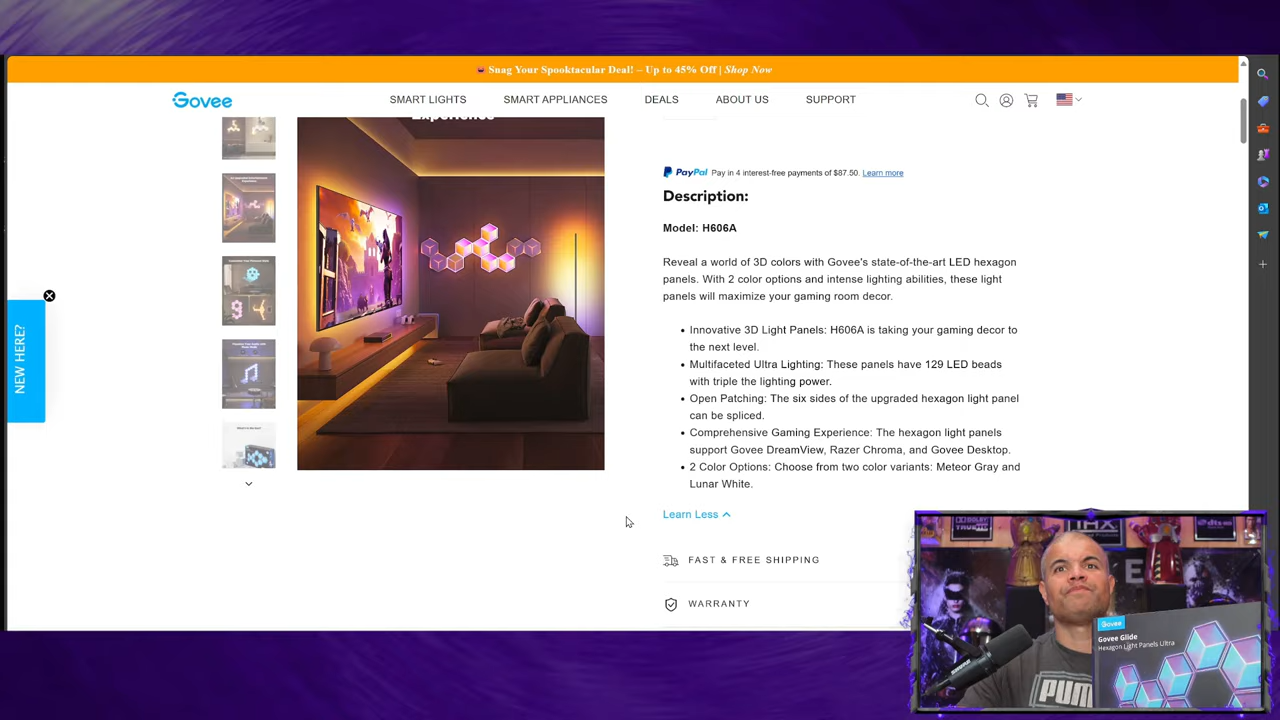 Snag Your Spooktacular Deal! – Up to 45% Off | Shop Now
Govee
SMART LIGHTS
SMART APPLIANCES
DEALS
ABOUT US
SUPPORT
Experience
PayPal Pay in 4 interest-free payments of $87.50. Learn more
Description:
Model: H606A
Reveal a world of 3D colors with Govee's state-of-the-art LED hexagon
panels. With 2 color options and intense lighting abilities, these light
panels will maximize your gaming room decor.
Innovative 3D Light Panels: H606A is taking your gaming decor to
the next level.
Multifaceted Ultra Lighting: These panels have 129 LED beads
with triple the lighting power.
Open Patching: The six sides of the upgraded hexagon light panel
can be spliced.
Comprehensive Gaming Experience: The hexagon light panels
support Govee DreamView, Razer Chroma, and Govee Desktop.
2 Color Options: Choose from two color variants: Meteor Gray and
Lunar White.
Learn Less
FAST & FREE SHIPPING
WARRANTY
NEW HERE?
DOLBY
dts
Govee
Govee Glide
Hexagon Light Panels Ultra
PUMA